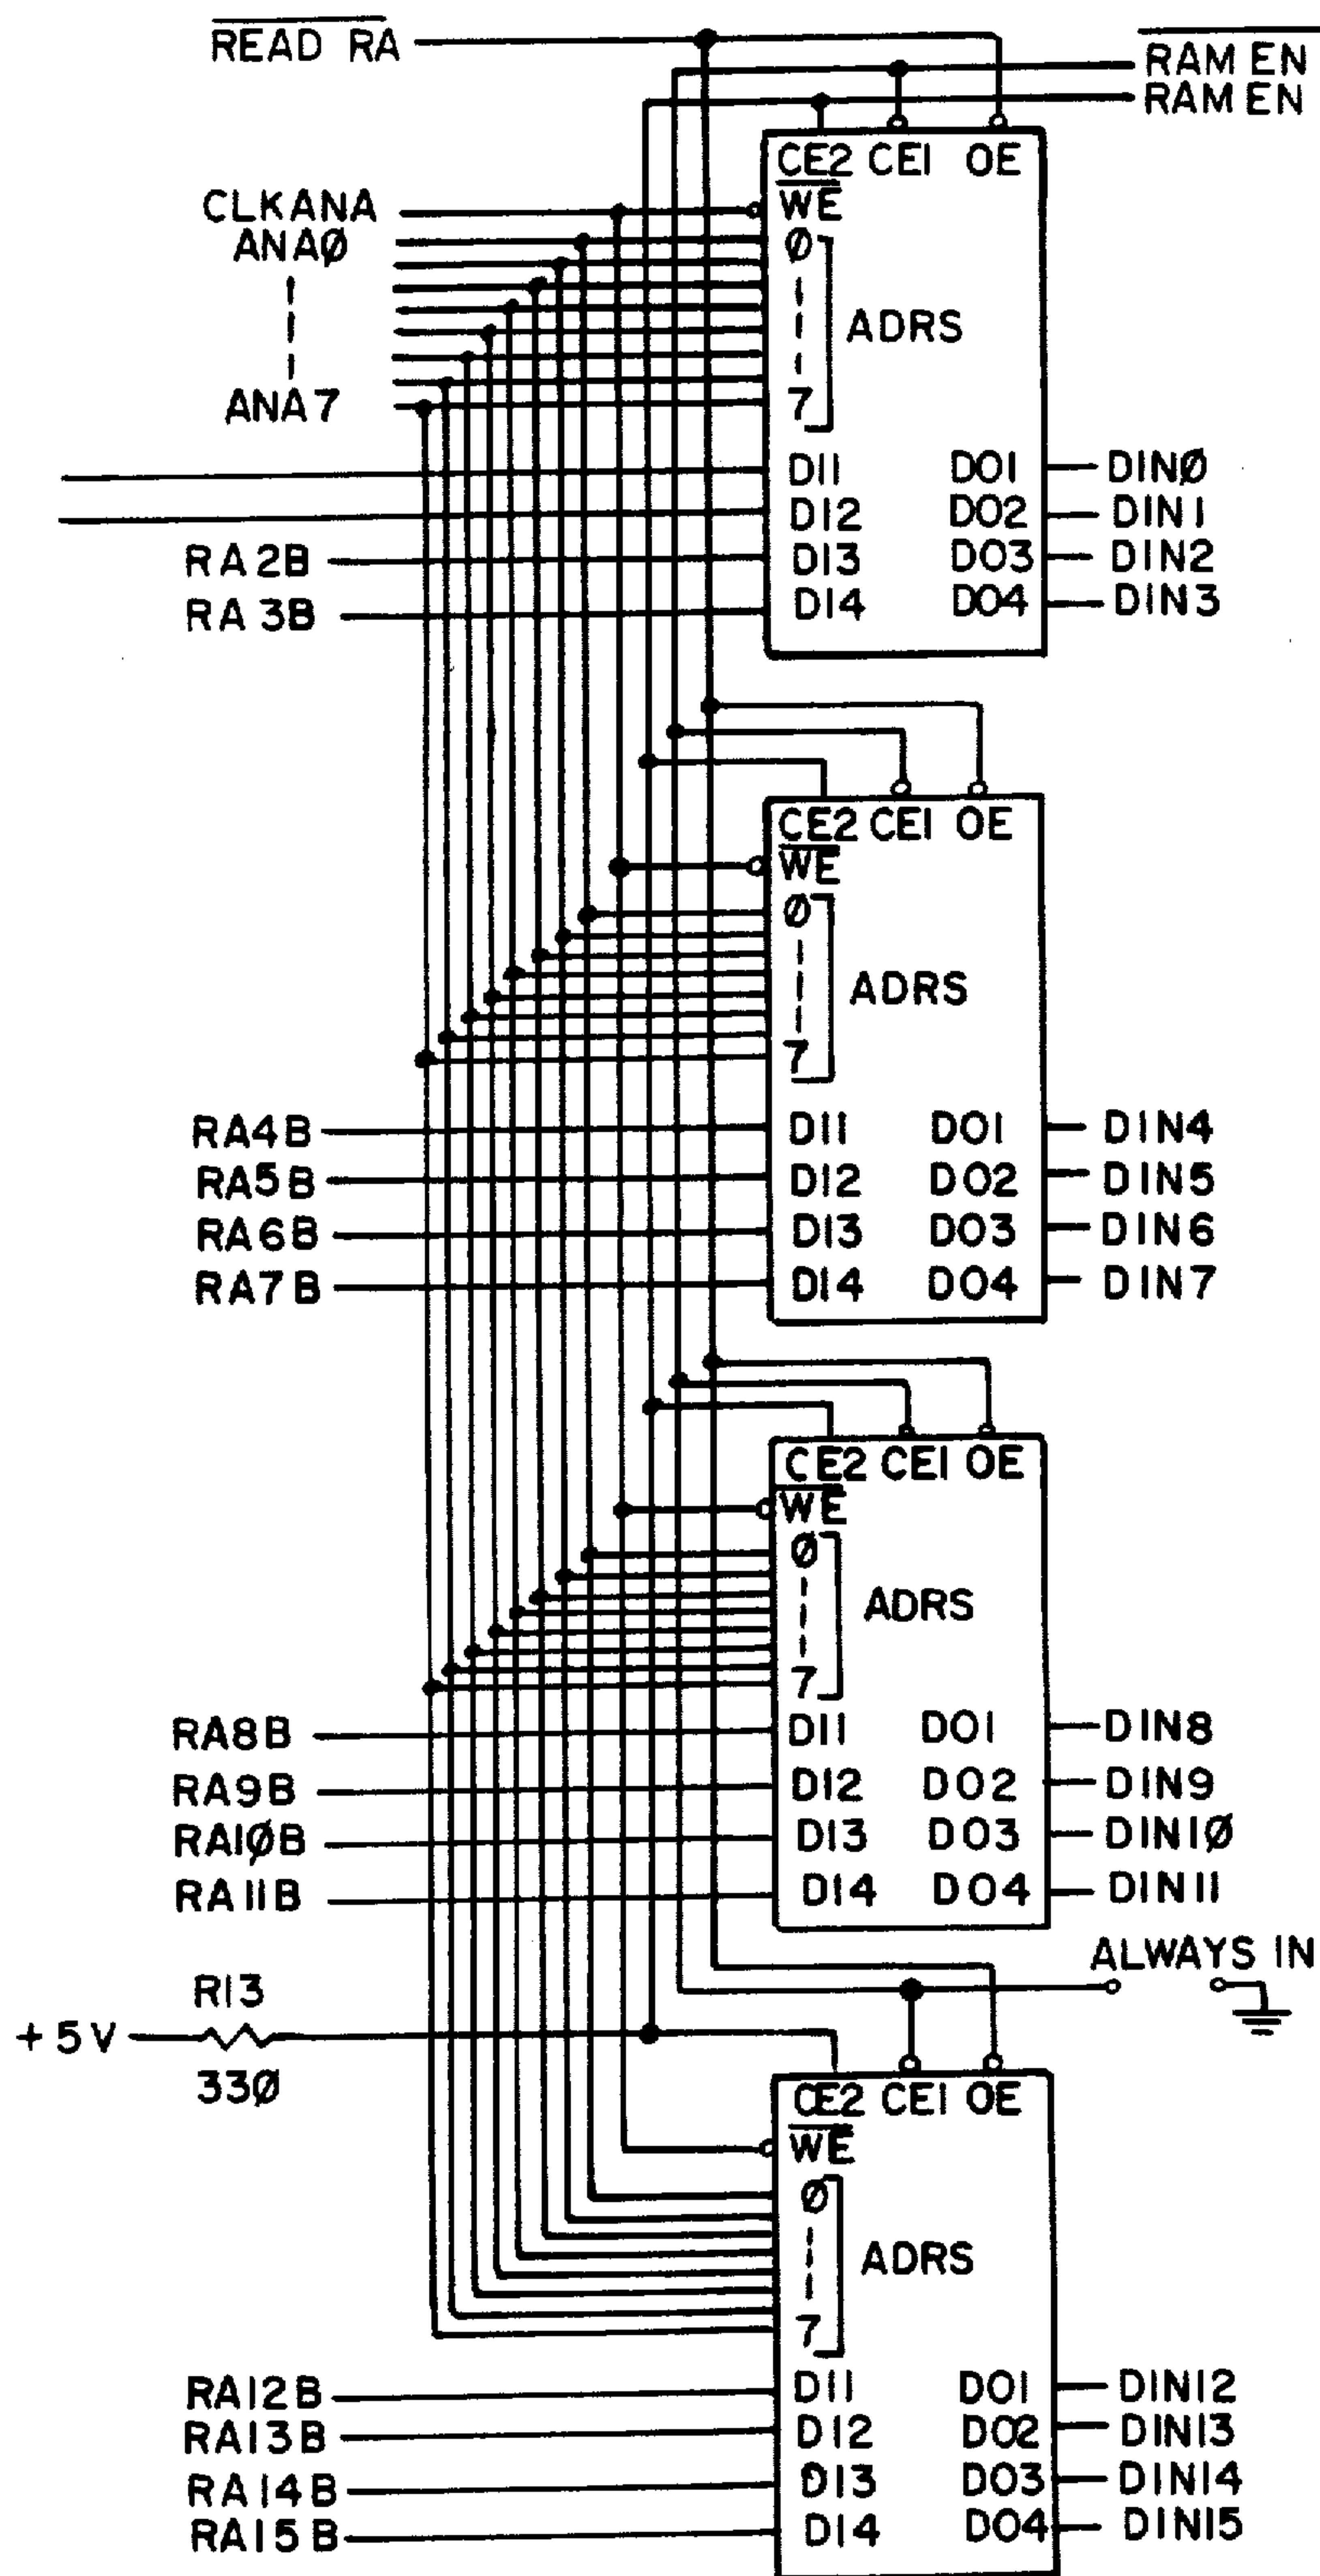 READ RA
RAM EN
RAM EN
CE2 CE1 OE
CLKANA
WE
ANAØ
Ø
ADRS
ANA7
7
DI1 DO1 DINØ
DI2 DO2 DIN1
RA2B DI3 DO3 DIN2
RA3B DI4 DO4 DIN3
CE2 CE1 OE
WE
Ø
ADRS
7
RA4B DI1 DO1 DIN4
RA5B DI2 DO2 DIN5
RA6B DI3 DO3 DIN6
RA7B DI4 DO4 DIN7
CE2 CE1 OE
WE
Ø
ADRS
7
RA8B DI1 DO1 DIN8
RA9B DI2 DO2 DIN9
RA1ØB DI3 DO3 DIN1Ø
RA11B DI4 DO4 DIN11
ALWAYS IN
R13
+5V
33Ø
CE2 CE1 OE
WE
Ø
ADRS
7
RA12B DI1 DO1 DIN12
RA13B DI2 DO2 DIN13
RA14B DI3 DO3 DIN14
RA15B DI4 DO4 DIN15